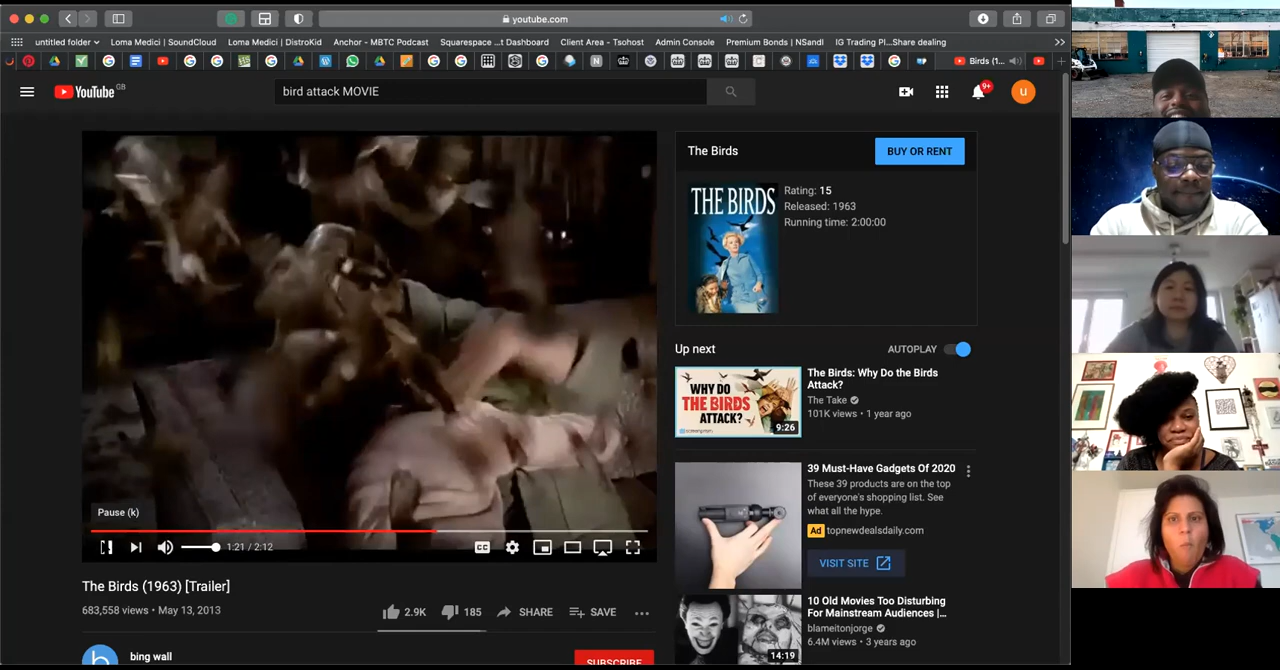 youtube.com
untitled folder
Loma Medici | SoundCloud
Loma Medici | DistroKid
Anchor - MBTC Podcast
Squarespace ...t Dashboard
Client Area - Tsohost
Admin Console
Premium Bonds | NSandI
IG Trading Pl...Share dealing
Birds (1...
YouTube GB
bird attack MOVIE
9+
u
The Birds
BUY OR RENT
THE BIRDS
Rating: 15
Released: 1963
Running time: 2:00:00
Up next
AUTOPLAY
WHY DO
THE BIRDS
ATTACK?
9:26
The Birds: Why Do the Birds
Attack?
The Take
101K views • 1 year ago
39 Must-Have Gadgets Of 2020
These 39 products are on the top
of everyone's shopping list. See
what all the hype.
Ad topnewdealsdaily.com
VISIT SITE
Pause (k)
1:21 / 2:12
CC
The Birds (1963) [Trailer]
683,558 views • May 13, 2013
2.9K
185
SHARE
SAVE
10 Old Movies Too Disturbing
For Mainstream Audiences |...
blameitonjorge
6.4M views • 3 years ago
14:19
b
bing wall
SUBSCRIBE